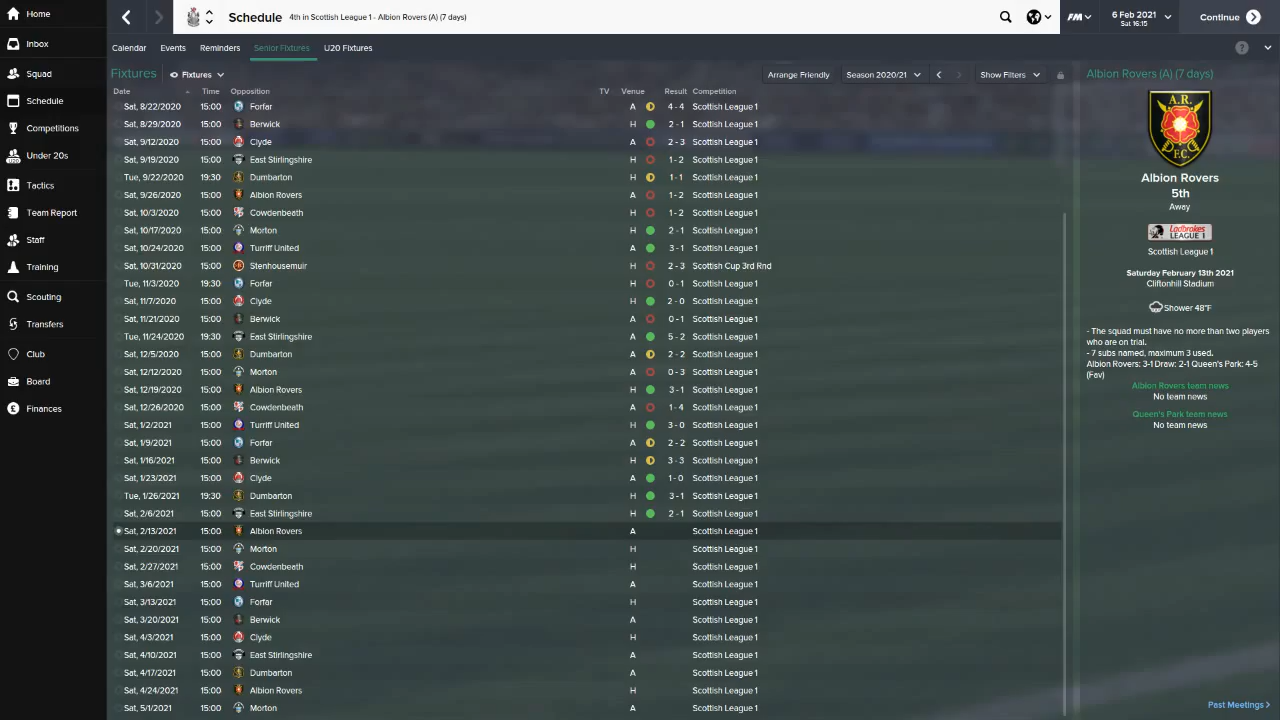 Home
Inbox
Squad
Schedule
Competitions
Under 20s
Tactics
Team Report
Staff
Training
Scouting
Transfers
Club
Board
Finances
Schedule 4th in Scottish League 1 - Albion Rovers (A) (7 days)
FM
6 Feb 2021
Sat 16:15
Continue
Calendar Events Reminders Senior Fixtures U20 Fixtures
Fixtures Fixtures Arrange Friendly Season 2020/21 Show Filters
Date Time Opposition TV Venue Result Competition
Sat, 8/22/2020 15:00 Forfar A 4 - 4 Scottish League 1
Sat, 8/29/2020 15:00 Berwick H 2 - 1 Scottish League 1
Sat, 9/12/2020 15:00 Clyde A 2 - 3 Scottish League 1
Sat, 9/19/2020 15:00 East Stirlingshire H 1 - 2 Scottish League 1
Tue, 9/22/2020 19:30 Dumbarton H 1 - 1 Scottish League 1
Sat, 9/26/2020 15:00 Albion Rovers A 1 - 2 Scottish League 1
Sat, 10/3/2020 15:00 Cowdenbeath H 1 - 2 Scottish League 1
Sat, 10/17/2020 15:00 Morton H 2 - 1 Scottish League 1
Sat, 10/24/2020 15:00 Turriff United A 3 - 1 Scottish League 1
Sat, 10/31/2020 15:00 Stenhousemuir H 2 - 3 Scottish Cup 3rd Rnd
Tue, 11/3/2020 19:30 Forfar H 0 - 1 Scottish League 1
Sat, 11/7/2020 15:00 Clyde H 2 - 0 Scottish League 1
Sat, 11/21/2020 15:00 Berwick A 0 - 1 Scottish League 1
Tue, 11/24/2020 19:30 East Stirlingshire A 5 - 2 Scottish League 1
Sat, 12/5/2020 15:00 Dumbarton A 2 - 2 Scottish League 1
Sat, 12/12/2020 15:00 Morton A 0 - 3 Scottish League 1
Sat, 12/19/2020 15:00 Albion Rovers H 3 - 1 Scottish League 1
Sat, 12/26/2020 15:00 Cowdenbeath A 1 - 4 Scottish League 1
Sat, 1/2/2021 15:00 Turriff United H 3 - 0 Scottish League 1
Sat, 1/9/2021 15:00 Forfar A 2 - 2 Scottish League 1
Sat, 1/16/2021 15:00 Berwick H 3 - 3 Scottish League 1
Sat, 1/23/2021 15:00 Clyde A 1 - 0 Scottish League 1
Tue, 1/26/2021 19:30 Dumbarton H 3 - 1 Scottish League 1
Sat, 2/6/2021 15:00 East Stirlingshire H 2 - 1 Scottish League 1
Sat, 2/13/2021 15:00 Albion Rovers A Scottish League 1
Sat, 2/20/2021 15:00 Morton H Scottish League 1
Sat, 2/27/2021 15:00 Cowdenbeath H Scottish League 1
Sat, 3/6/2021 15:00 Turriff United A Scottish League 1
Sat, 3/13/2021 15:00 Forfar H Scottish League 1
Sat, 3/20/2021 15:00 Berwick A Scottish League 1
Sat, 4/3/2021 15:00 Clyde H Scottish League 1
Sat, 4/10/2021 15:00 East Stirlingshire A Scottish League 1
Sat, 4/17/2021 15:00 Dumbarton A Scottish League 1
Sat, 4/24/2021 15:00 Albion Rovers H Scottish League 1
Sat, 5/1/2021 15:00 Morton A Scottish League 1
Albion Rovers (A) (7 days)
A. R.
F.C.
Albion Rovers
5th
Away
Ladbrokes
LEAGUE 1
Scottish League 1
Saturday February 13th 2021
Cliftonhill Stadium
Shower 48°F
- The squad must have no more than two players
who are on trial.
- 7 subs named, maximum 3 used.
Albion Rovers: 3-1 Draw: 2-1 Queen's Park: 4-5
(Fav)
Albion Rovers team news
No team news
Queen's Park team news
No team news
Past Meetings >